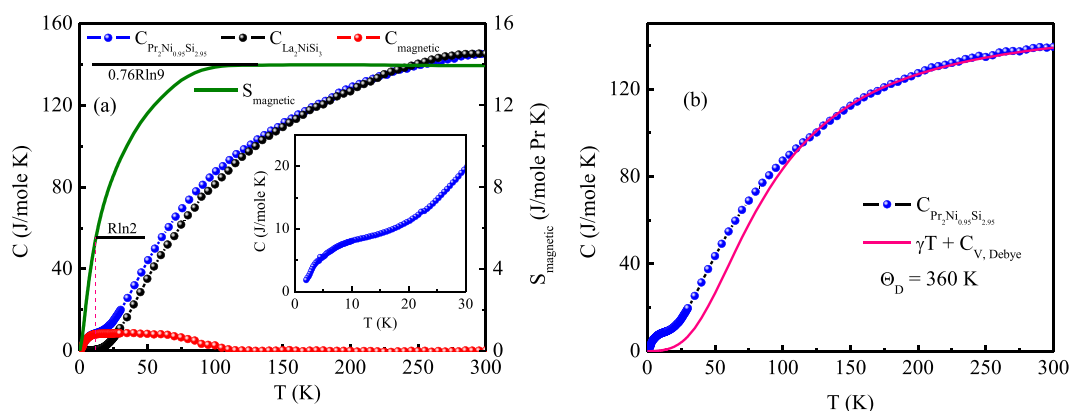 C_Pr₂Ni₀.₉₅Si₂.₉₅ C_La₂NiSi₃ C_magnetic
0.76Rln9
(a)
S_magnetic
Rln2
C (J/mole K)
160
120
80
40
0
S_magnetic (J/mole Pr K)
16
12
8
4
0
0 50 100 150 200 250 300
T (K)
C (J/mole K)
20
10
0
0 10 20 30
T (K)
(b)
C (J/mole K)
160
120
80
40
0
C_Pr₂Ni₀.₉₅Si₂.₉₅
γT + C_V, Debye
Θ_D = 360 K
0 50 100 150 200 250 300
T (K)